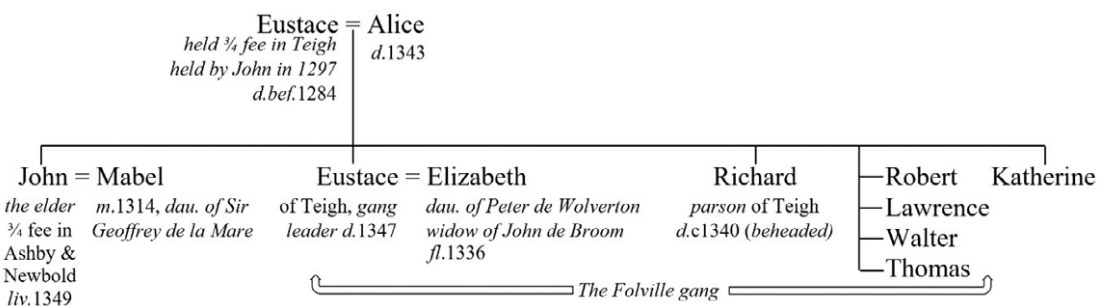 Eustace = Alice
held ¾ fee in Teigh
held by John in 1297
d.bef.1284
d.1343
John = Mabel
the elder
¾ fee in
Ashby &
Newbold
liv.1349
m.1314, dau. of Sir
Geoffrey de la Mare
Eustace = Elizabeth
of Teigh, gang
leader d.1347
dau. of Peter de Wolverton
widow of John de Broom
fl.1336
Richard
parson of Teigh
d.c1340 (beheaded)
Robert
Lawrence
Walter
Thomas
Katherine
The Folville gang